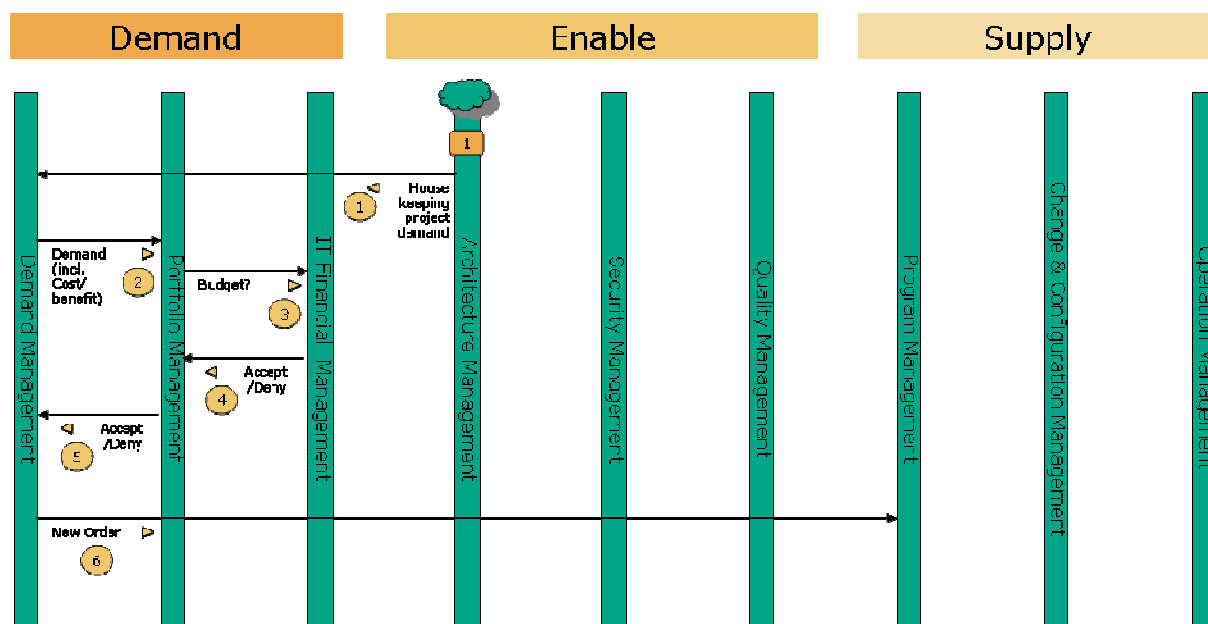 Demand
Enable
Supply
1
House
keeping
project
demand
1
Demand
(incl.
Cost/
benefit)
2
Budget?
3
Accept
/Deny
4
Accept
/Deny
5
New Order
6
Demand Management
Portfolio Management
IT Financial Management
Architecture Management
Security Management
Quality Management
Program Management
Change & Configuration Management
Operation Management